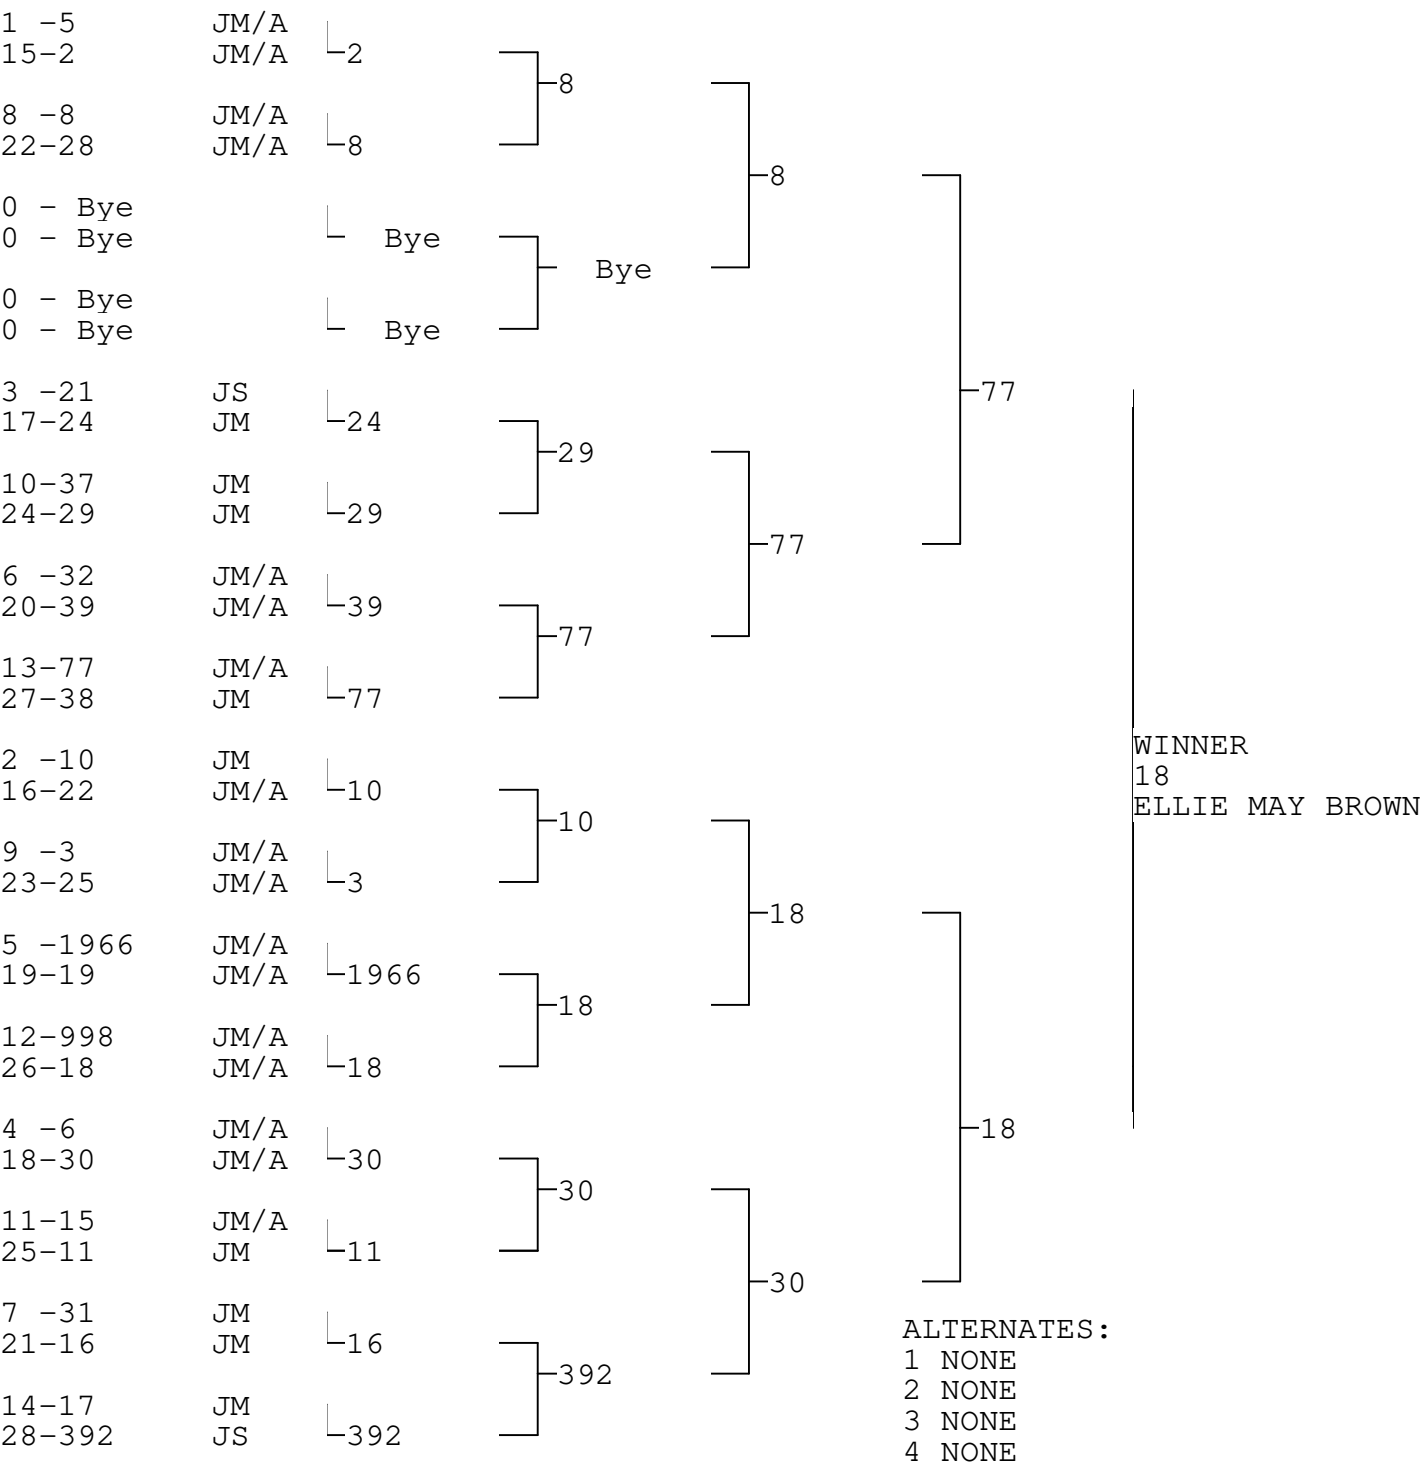 1 -5 JM/A
15-2 JM/A 2
8
8 -8 JM/A
22-28 JM/A 8
8
0 - Bye
0 - Bye Bye
Bye
0 - Bye
0 - Bye Bye
3 -21 JS 77
17-24 JM 24
29
10-37 JM
24-29 JM 29
77
6 -32 JM/A
20-39 JM/A 39
77
13-77 JM/A
27-38 JM 77
WINNER
2 -10 JM
18
16-22 JM/A 10
ELLIE MAY BROWN
10
9 -3 JM/A
23-25 JM/A 3
18
5 -1966 JM/A
19-19 JM/A 1966
18
12-998 JM/A
26-18 JM/A 18
4 -6 JM/A 18
18-30 JM/A 30
30
11-15 JM/A
25-11 JM 11
30
7 -31 JM
ALTERNATES:
21-16 JM 16
1 NONE
392
2 NONE
14-17 JM
3 NONE
28-392 JS 392
4 NONE